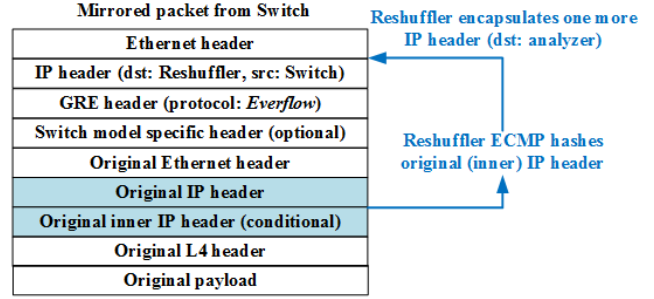 Mirrored packet from Switch
Ethernet header
IP header (dst: Reshuffler, src: Switch)
GRE header (protocol: Everflow)
Switch model specific header (optional)
Original Ethernet header
Original IP header
Original inner IP header (conditional)
Original L4 header
Original payload
Reshuffler encapsulates one more
IP header (dst: analyzer)
Reshuffler ECMP hashes
original (inner) IP header